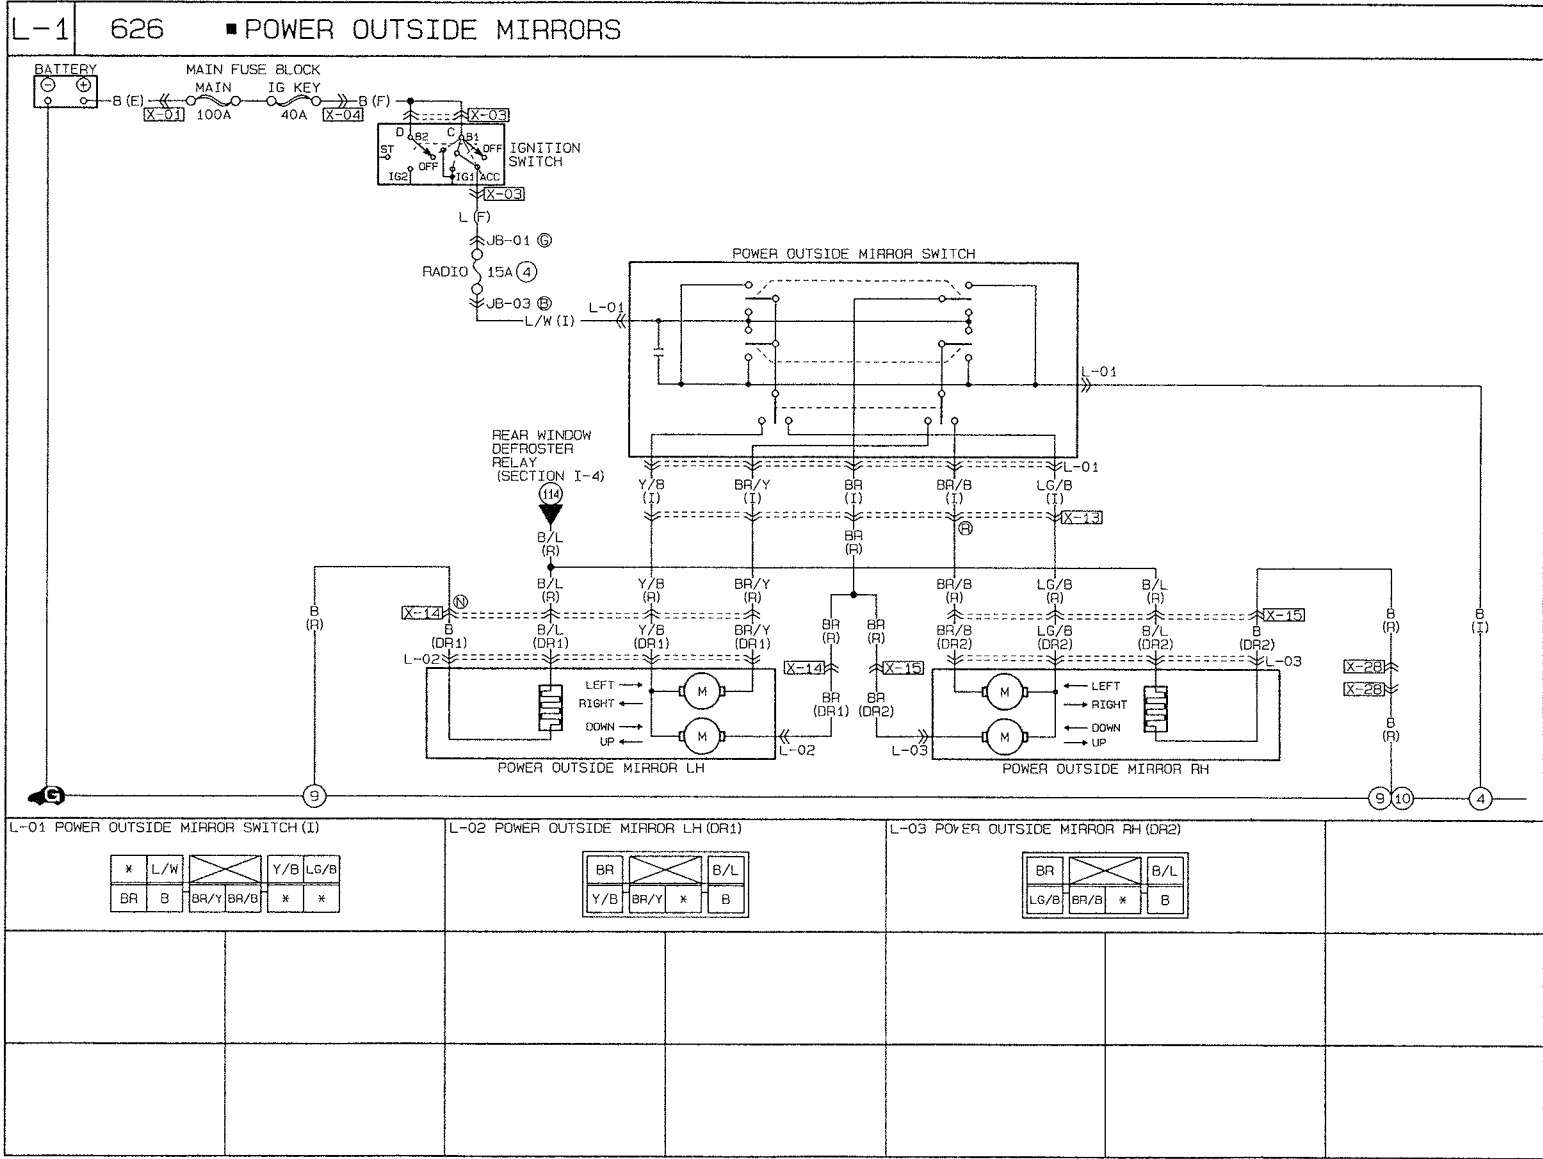 L-1 626 ■POWER OUTSIDE MIRRORS
BATTERY
MAIN FUSE BLOCK
MAIN IG KEY
B (E)
X-01
100A
40A
X-04
B (F)
X-03
D B2 C B1
ST OFF OFF
IG2 IG1 ACC
IGNITION
SWITCH
X-03
L (F)
JB-01 G
RADIO 15A 4
JB-03 B
L/W (I)
L-01
POWER OUTSIDE MIRROR SWITCH
L-01
REAR WINDOW
DEFROSTER
RELAY
(SECTION I-4)
114
L-01
Y/B BR/Y BR BR/B LG/B
(I) (I) (I) (I) (I)
X-13
R
B/L BR
(R) (R)
B/L Y/B BR/Y BR/B LG/B B/L
(R) (R) (R) (R) (R) (R)
B
(R)
X-14 N
X-15
B
(R)
B
(I)
B B/L Y/B BR/Y
(DR1) (DR1) (DR1) (DR1)
BR BR
(R) (R)
BR/B LG/B B/L B
(DR2) (DR2) (DR2) (DR2)
L-02
L-03
X-14 X-15
X-28
X-28
BR BR
(DR1) (DR2)
B
(R)
LEFT →
RIGHT ←
DOWN →
UP ←
M
M
L-02
L-03
M
M
← LEFT
→ RIGHT
← DOWN
→ UP
POWER OUTSIDE MIRROR LH
POWER OUTSIDE MIRROR RH
G 9 9 10 4
L-01 POWER OUTSIDE MIRROR SWITCH (I)
* L/W Y/B LG/B
BR B BR/Y BR/B * *
L-02 POWER OUTSIDE MIRROR LH (DR1)
BR B/L
Y/B BR/Y * B
L-03 POWER OUTSIDE MIRROR RH (DR2)
BR B/L
LG/B BR/B * B